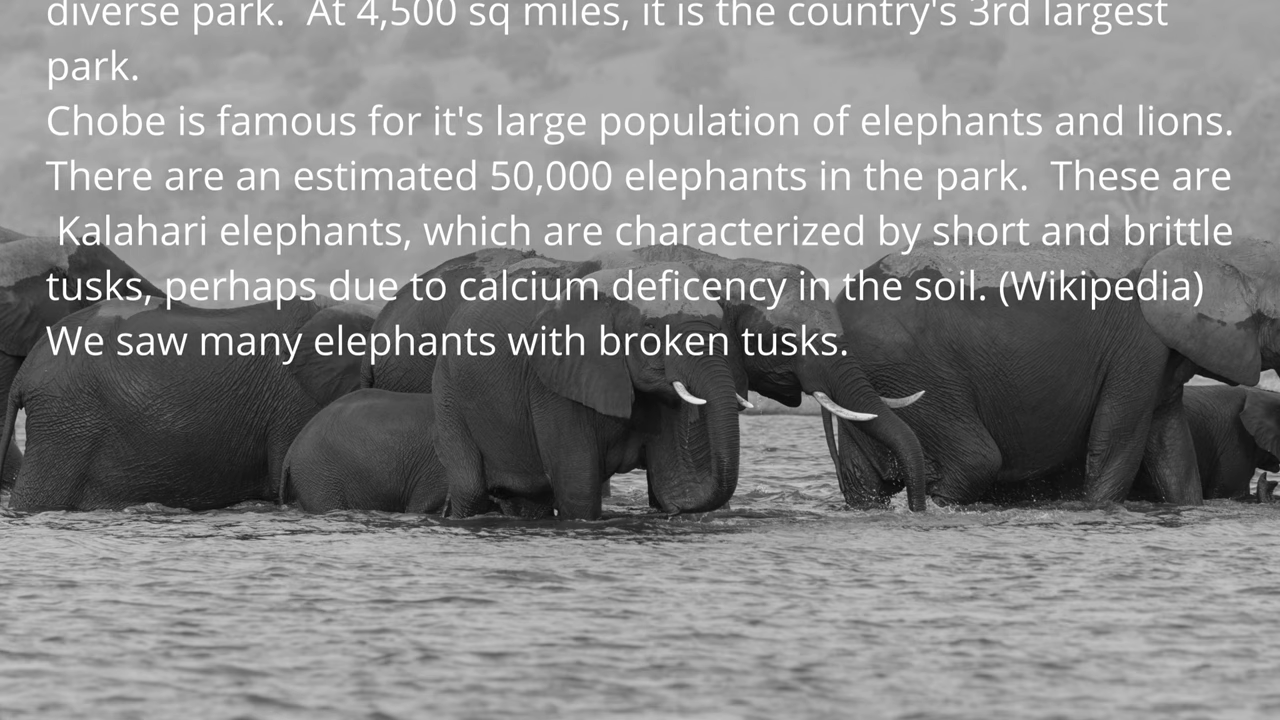 diverse park.  At 4,500 sq miles, it is the country's 3rd largest
park.
Chobe is famous for it's large population of elephants and lions.
There are an estimated 50,000 elephants in the park.  These are
Kalahari elephants, which are characterized by short and brittle
tusks, perhaps due to calcium deficency in the soil. (Wikipedia)
We saw many elephants with broken tusks.